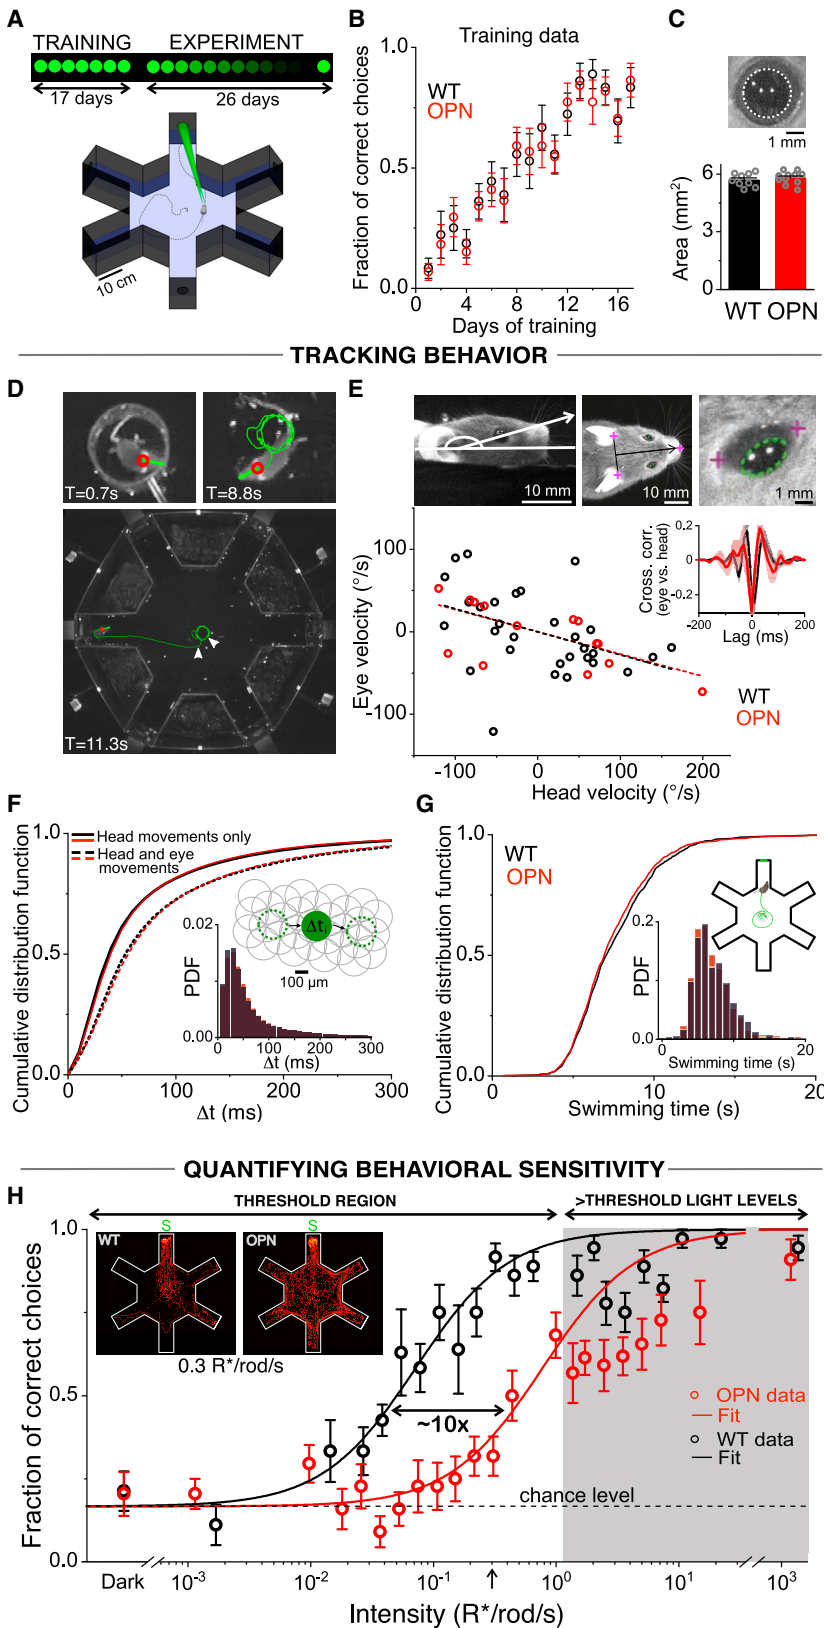 A
TRAINING EXPERIMENT
17 days 26 days
10 cm
B
Training data
WT
OPN
Fraction of correct choices
1.0
0.5
0.0
0 4 8 12 16
Days of training
C
1 mm
Area (mm²)
6
3
0
WT OPN
TRACKING BEHAVIOR
D
T=0.7s
T=8.8s
T=11.3s
E
10 mm
10 mm
1 mm
Eye velocity (°/s)
100
0
-100
-100 0 100 200
Head velocity (°/s)
WT
OPN
Cross. corr.
(eye vs. head)
0.2
0.0
-0.2
-200 0 200
Lag (ms)
F
Cumulative distribution function
1.0
0.5
0.0
Head movements only
Head and eye
movements
0 100 200 300
Δt (ms)
Δtᵢ
100 µm
PDF
0.02
0.00
0 100 200 300
Δt (ms)
G
Cumulative distribution function
1.0
0.5
0.0
WT
OPN
0 10 20
Swimming time (s)
PDF
0.2
0.0
0 10 20
Swimming time (s)
QUANTIFYING BEHAVIORAL SENSITIVITY
H
THRESHOLD REGION
>THRESHOLD LIGHT LEVELS
Fraction of correct choices
1.0
0.5
0.0
S S
WT OPN
0.3 R*/rod/s
~10x
OPN data
Fit
WT data
Fit
chance level
Dark 10⁻³ 10⁻² 10⁻¹ 10⁰ 10¹ 10³
Intensity (R*/rod/s)